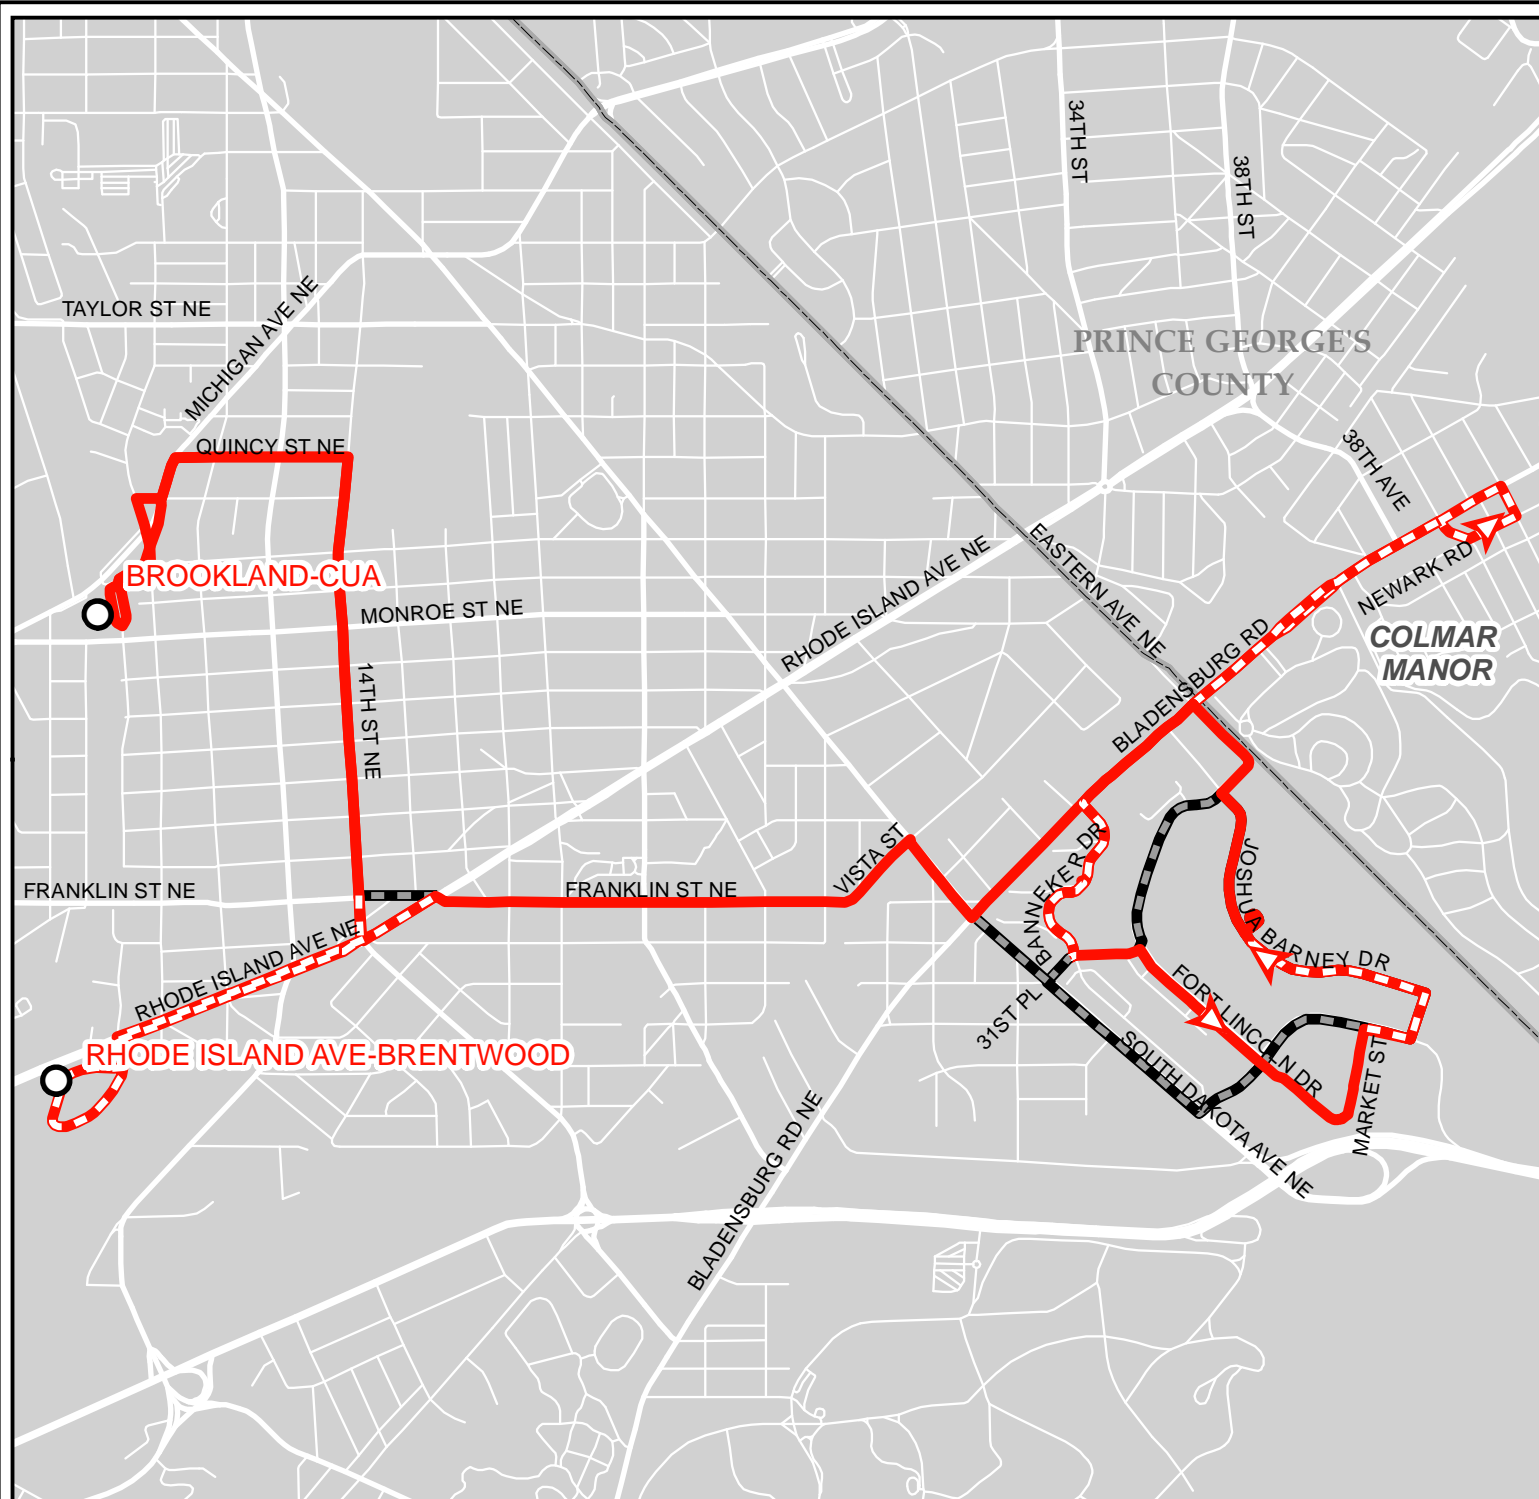 34TH ST
38TH ST
TAYLOR ST NE
MICHIGAN AVE NE
PRINCE GEORGE'S
COUNTY
QUINCY ST NE
38TH AVE
EASTERN AVE NE
RHODE ISLAND AVE NE
BROOKLAND-CUA
NEWARK RD
MONROE ST NE
COLMAR
MANOR
BLADENSBURG RD
14TH ST NE
VISTA ST
BANNEKER DR
JOSHUA BARNEY DR
FRANKLIN ST NE
FRANKLIN ST NE
RHODE ISLAND AVE NE
FORT LINCOLN DR
31ST PL
RHODE ISLAND AVE-BRENTWOOD
SOUTH DAKOTA AVE NE
MARKET ST
BLADENSBURG RD NE